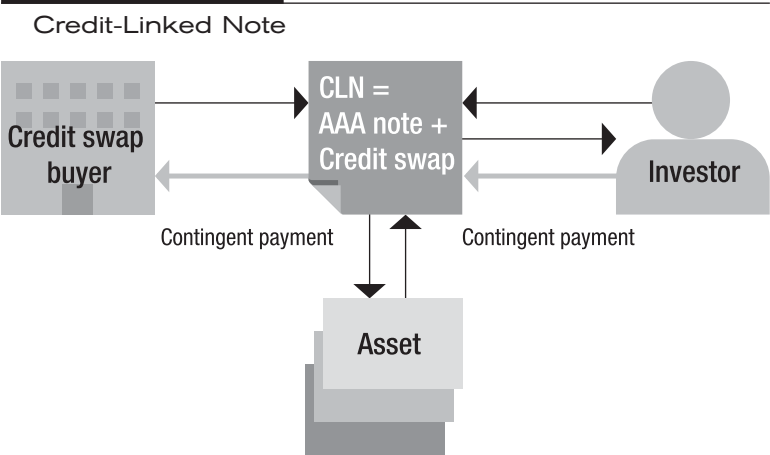 Credit-Linked Note
CLN =
AAA note +
Credit swap
Credit swap
buyer
Investor
Contingent payment
Contingent payment
Asset